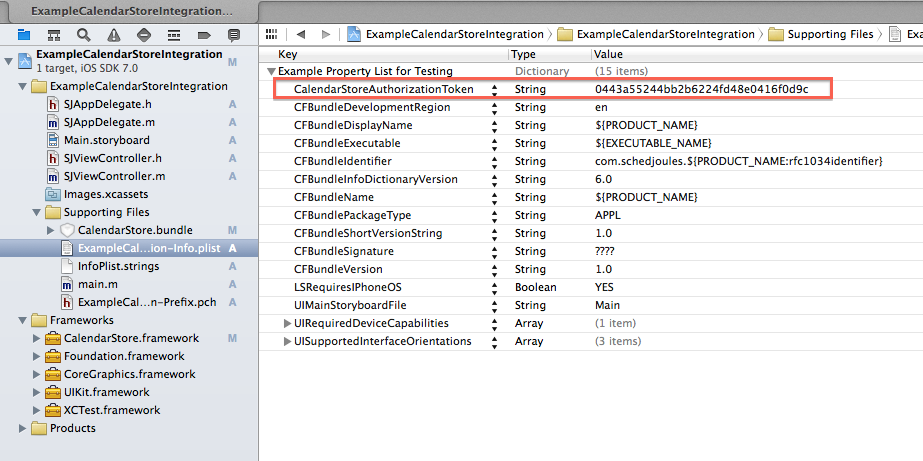 ExampleCalendarStoreIntegration...
ExampleCalendarStoreIntegration
1 target, iOS SDK 7.0
M
ExampleCalendarStoreIntegration
SJAppDelegate.h A
SJAppDelegate.m A
Main.storyboard A
SJViewController.h A
SJViewController.m A
Images.xcassets
Supporting Files
CalendarStore.bundle A
ExampleCal...ion-Info.plist A
InfoPlist.strings A
main.m A
ExampleCal...n-Prefix.pch A
Frameworks
CalendarStore.framework M
Foundation.framework
CoreGraphics.framework
UIKit.framework
XCTest.framework
Products
ExampleCalendarStoreIntegration ExampleCalendarStoreIntegration Supporting Files Exa
Key Type Value
Example Property List for Testing Dictionary (15 items)
CalendarStoreAuthorizationToken String 0443a55244bb2b6224fd48e0416f0d9c
CFBundleDevelopmentRegion String en
CFBundleDisplayName String ${PRODUCT_NAME}
CFBundleExecutable String ${EXECUTABLE_NAME}
CFBundleIdentifier String com.schedjoules.${PRODUCT_NAME:rfc1034identifier}
CFBundleInfoDictionaryVersion String 6.0
CFBundleName String ${PRODUCT_NAME}
CFBundlePackageType String APPL
CFBundleShortVersionString String 1.0
CFBundleSignature String ????
CFBundleVersion String 1.0
LSRequiresIPhoneOS Boolean YES
UIMainStoryboardFile String Main
UIRequiredDeviceCapabilities Array (1 item)
UISupportedInterfaceOrientations Array (3 items)